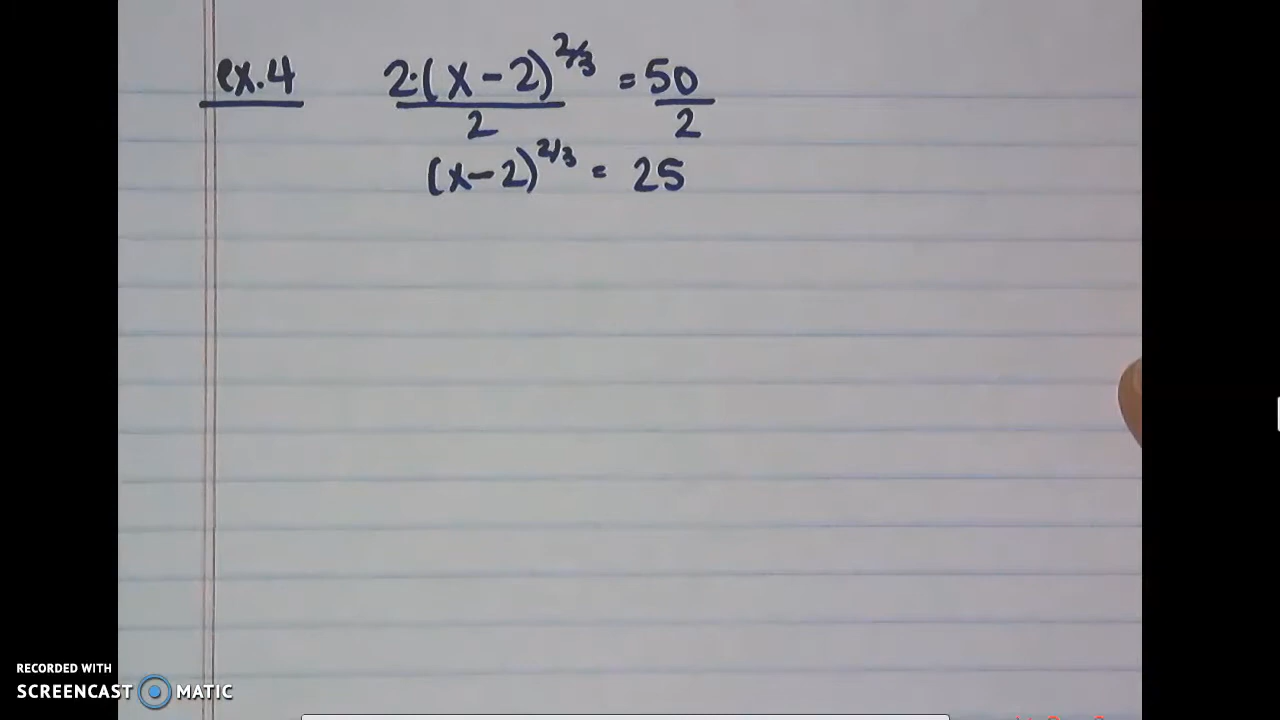 ex.4 2·(x-2)^2/3 = 50
2 2
(x-2)^2/3 = 25
RECORDED WITH
SCREENCAST MATIC